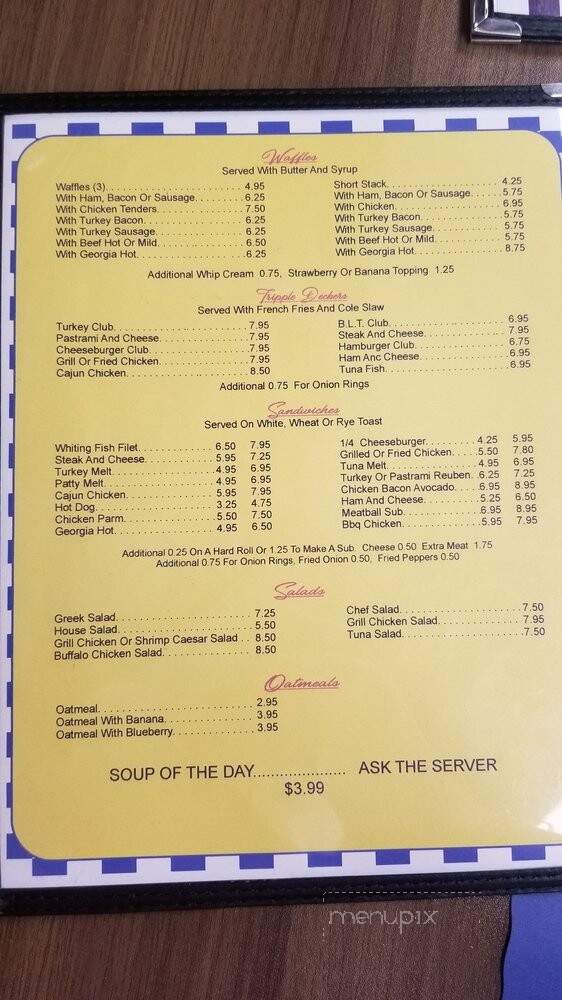 Waffles
Served With Butter And Syrup
Waffles (3). . . . . . . . . . . . . . . . . . . . . . . 4.95
With Ham, Bacon Or Sausage. . . . . . . . . 6.25
With Chicken Tenders. . . . . . . . . . . . . . . 7.50
With Turkey Bacon. . . . . . . . . . . . . . . . . 6.25
With Turkey Sausage. . . . . . . . . . . . . . . 6.25
With Beef Hot Or Mild. . . . . . . . . . . . . . . 6.50
With Georgia Hot. . . . . . . . . . . . . . . . . . 6.25
Short Stack. . . . . . . . . . . . . . . . . . . 4.25
With Ham, Bacon Or Sausage. . . . . . 5.75
With Chicken. . . . . . . . . . . . . . . . . . 6.95
With Turkey Bacon. . . . . . . . . . . . . . 5.75
With Turkey Sausage. . . . . . . . . . . . 5.75
With Beef Hot Or Mild. . . . . . . . . . . . 5.75
With Georgia Hot. . . . . . . . . . . . . . . 8.75
Additional Whip Cream 0.75, Strawberry Or Banana Topping 1.25
Tripple Deckers
Served With French Fries And Cole Slaw
Turkey Club. . . . . . . . . . . . . . . . . . . . . . 7.95
Pastrami And Cheese. . . . . . . . . . . . . . . 7.95
Cheeseburger Club. . . . . . . . . . . . . . . . . 7.95
Grill Or Fried Chicken. . . . . . . . . . . . . . . 7.95
Cajun Chicken. . . . . . . . . . . . . . . . . . . . 8.50
B.L.T. Club. . . . . . . . . . . . . . . . . . . . 6.95
Steak And Cheese. . . . . . . . . . . . . . 7.95
Hamburger Club. . . . . . . . . . . . . . . 6.75
Ham Anc Cheese. . . . . . . . . . . . . . . 6.95
Tuna Fish. . . . . . . . . . . . . . . . . . . . . 6.95
Additional 0.75 For Onion Rings
Sandwiches
Served On White, Wheat Or Rye Toast
Whiting Fish Filet. . . . . . . . . . . . . 6.50 7.95
Steak And Cheese. . . . . . . . . . . . 5.95 7.25
Turkey Melt. . . . . . . . . . . . . . . . . .4.95 6.95
Patty Melt. . . . . . . . . . . . . . . . . . . 4.95 6.95
Cajun Chicken. . . . . . . . . . . . . . . 5.95 7.95
Hot Dog. . . . . . . . . . . . . . . . . . . . 3.25 4.75
Chicken Parm. . . . . . . . . . . . . . . . 5.50 7.50
Georgia Hot. . . . . . . . . . . . . . . . . 4.95 6.50
1/4 Cheeseburger. . . . . . . . . 4.25 5.95
Grilled Or Fried Chicken. . . . .5.50 7.80
Tuna Melt. . . . . . . . . . . . . . . 4.95 6.95
Turkey Or Pastrami Reuben. 6.25 7.25
Chicken Bacon Avocado. . . . .6.95 8.95
Ham And Cheese. . . . . . . . . . 5.25 6.50
Meatball Sub. . . . . . . . . . . . . .6.95 8.95
Bbq Chicken. . . . . . . . . . . . . .5.95 7.95
Additional 0.25 On A Hard Roll Or 1.25 To Make A Sub. Cheese 0.50 Extra Meat 1.75
Additional 0.75 For Onion Rings, Fried Onion 0.50, Fried Peppers 0.50
Salads
Greek Salad. . . . . . . . . . . . . . . . . . . . . . 7.25
House Salad. . . . . . . . . . . . . . . . . . . . . 5.50
Grill Chicken Or Shrimp Caesar Salad . . 8.50
Buffalo Chicken Salad. . . . . . . . . . . . . . 8.50
Chef Salad. . . . . . . . . . . . . . . . . . .7.50
Grill Chicken Salad. . . . . . . . . . . . . 7.95
Tuna Salad. . . . . . . . . . . . . . . . . . .7.50
Oatmeals
Oatmeal. . . . . . . . . . . . . . . . . . . . . . . . 2.95
Oatmeal With Banana. . . . . . . . . . . . . . 3.95
Oatmeal With Blueberry. . . . . . . . . . . . . 3.95
SOUP OF THE DAY..................... ASK THE SERVER
$3.99
menupix